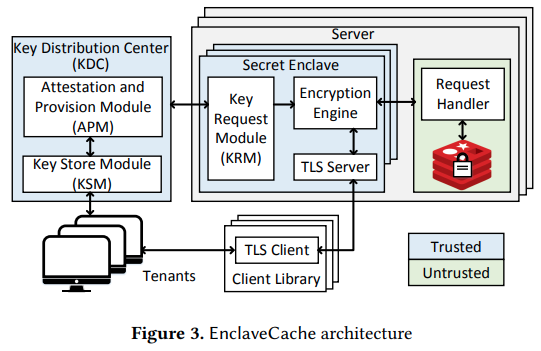 Server
Key Distribution Center
(KDC)
Attestation and
Provision Module
(APM)
Key Store Module
(KSM)
Secret Enclave
Key
Request
Module
(KRM)
Encryption
Engine
TLS Server
Request
Handler
TLS Client
Client Library
Tenants
Trusted
Untrusted
Figure 3. EnclaveCache architecture